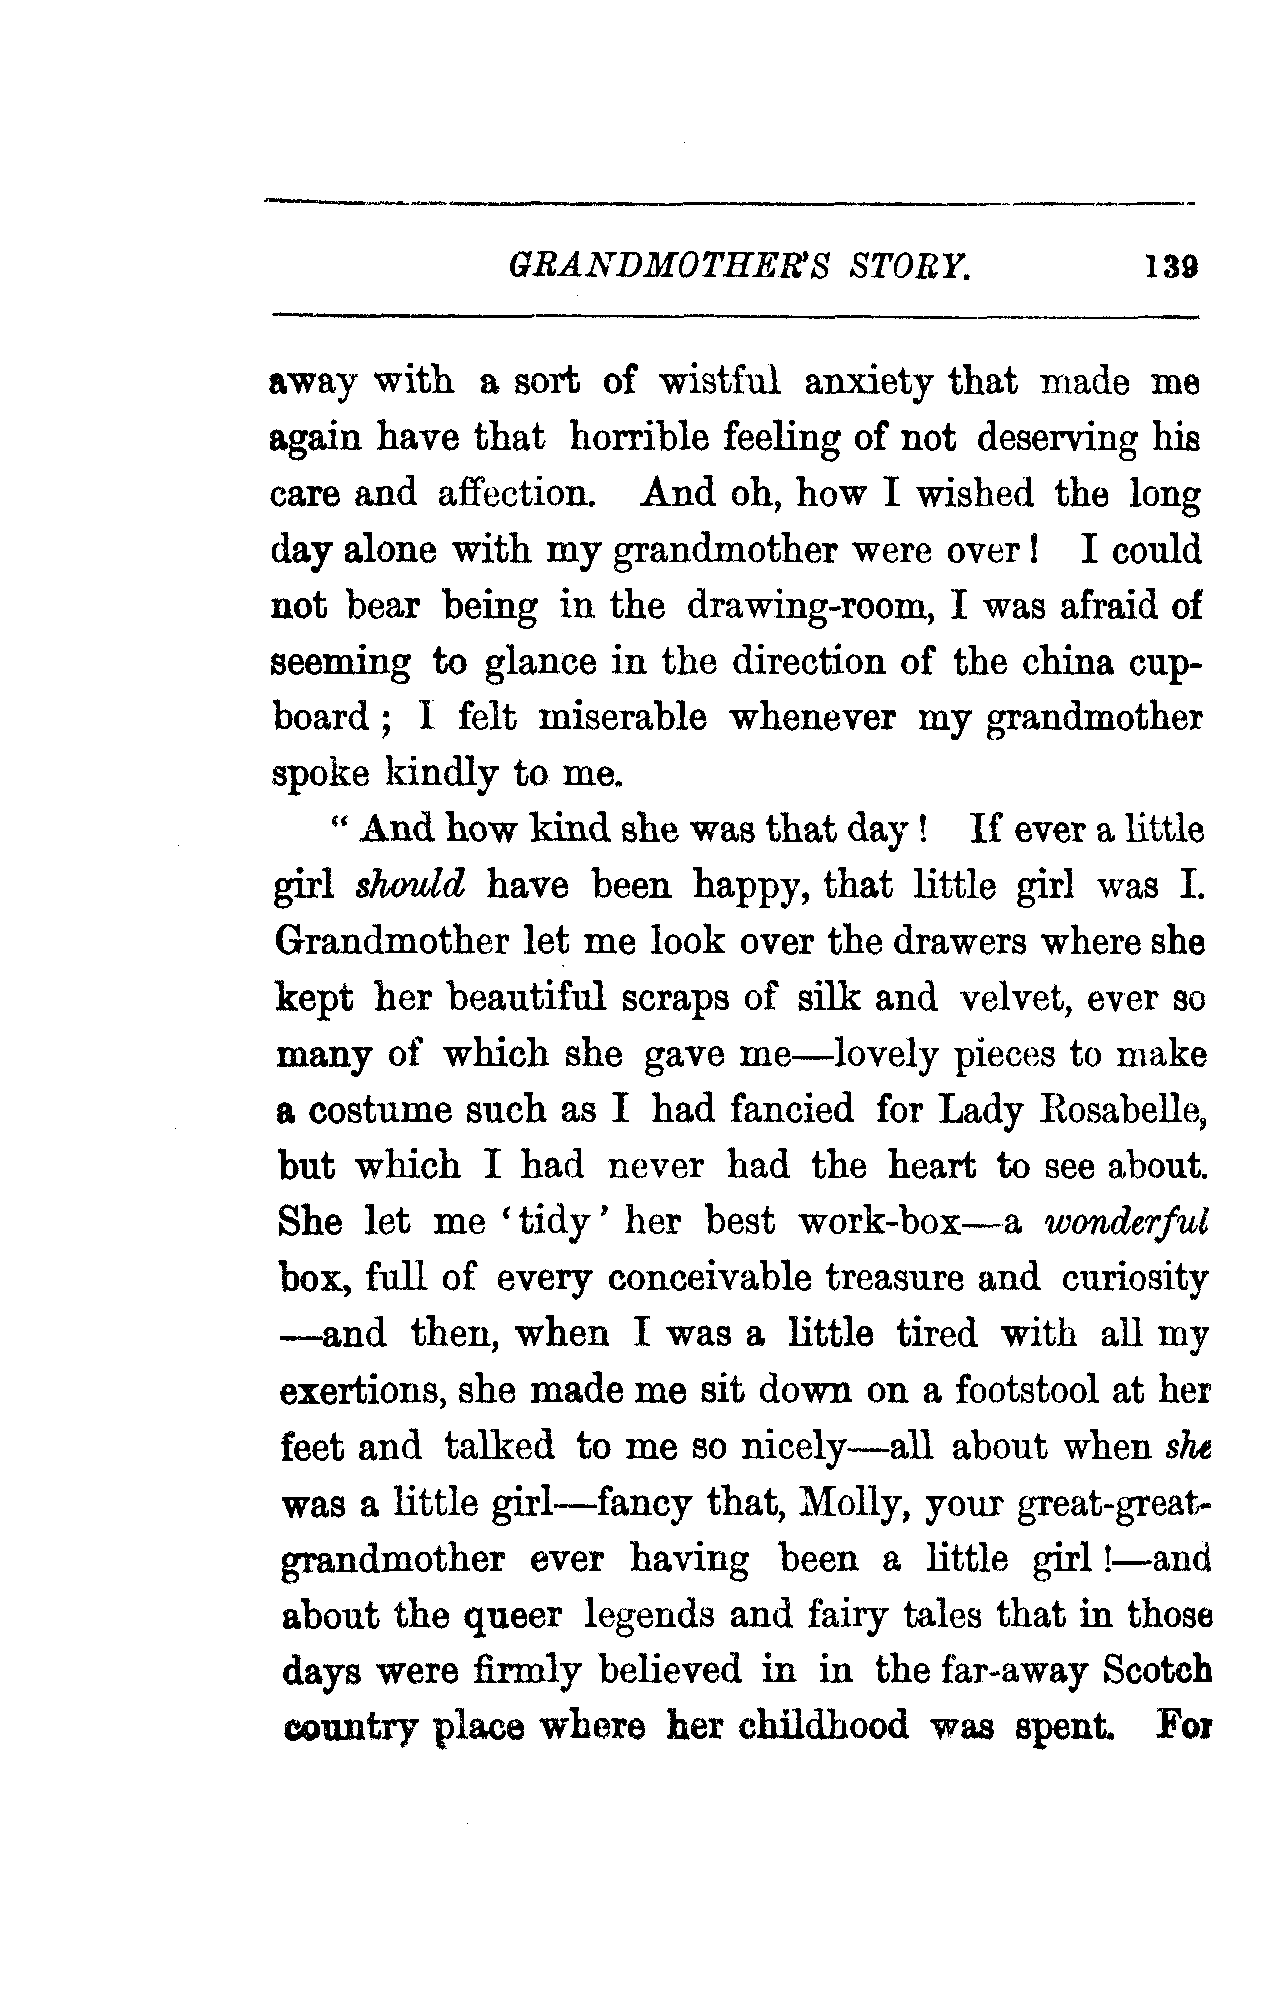 GRANDMOTHER'S STORY. 139
away with a sort of wistful anxiety that made me
again have that horrible feeling of not deserving his
care and affection. And oh, how I wished the long
day alone with my grandmother were over! I could
not bear being in the drawing-room, I was afraid of
seeming to glance in the direction of the china cup-
board; I felt miserable whenever my grandmother
spoke kindly to me.
"And how kind she was that day! If ever a little
girl should have been happy, that little girl was I.
Grandmother let me look over the drawers where she
kept her beautiful scraps of silk and velvet, ever so
many of which she gave me—lovely pieces to make
a costume such as I had fancied for Lady Rosabelle,
but which I had never had the heart to see about.
She let me 'tidy' her best work-box—a wonderful
box, full of every conceivable treasure and curiosity
—and then, when I was a little tired with all my
exertions, she made me sit down on a footstool at her
feet and talked to me so nicely—all about when she
was a little girl—fancy that, Molly, your great-great-
grandmother ever having been a little girl!—and
about the queer legends and fairy tales that in those
days were firmly believed in in the far-away Scotch
country place where her childhood was spent. For